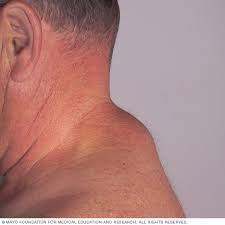 © MAYO FOUNDATION FOR MEDICAL EDUCATION AND RESEARCH. ALL RIGHTS RESERVED.